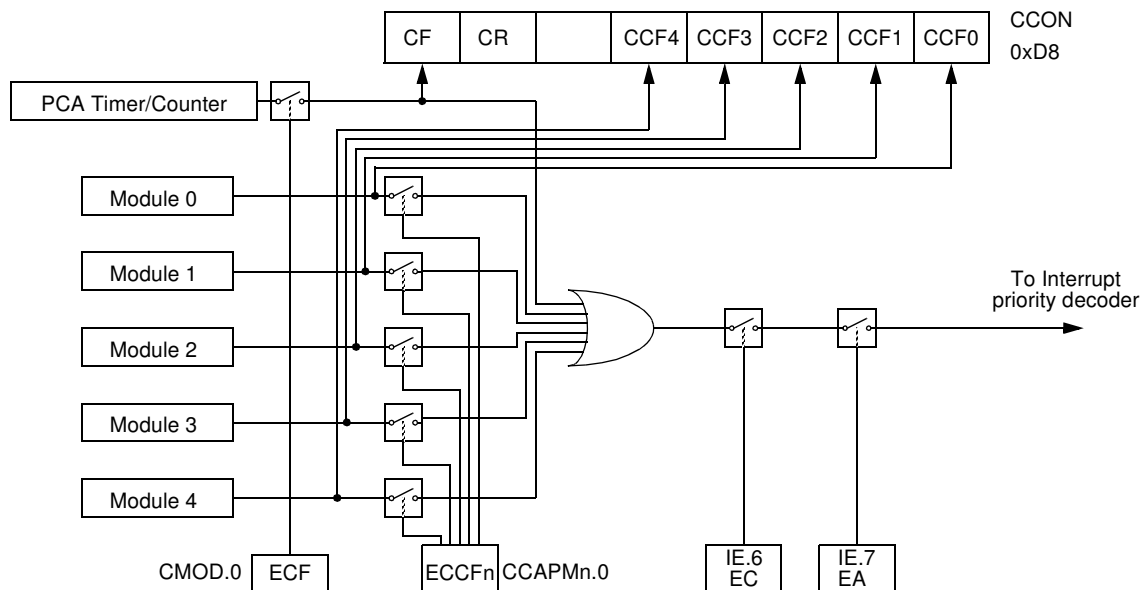 CF CR CCF4 CCF3 CCF2 CCF1 CCF0
CCON
0xD8
PCA Timer/Counter
Module 0
Module 1
Module 2
Module 3
Module 4
To Interrupt
priority decoder
CMOD.0 ECF
ECCFn CCAPMn.0
IE.6
EC
IE.7
EA